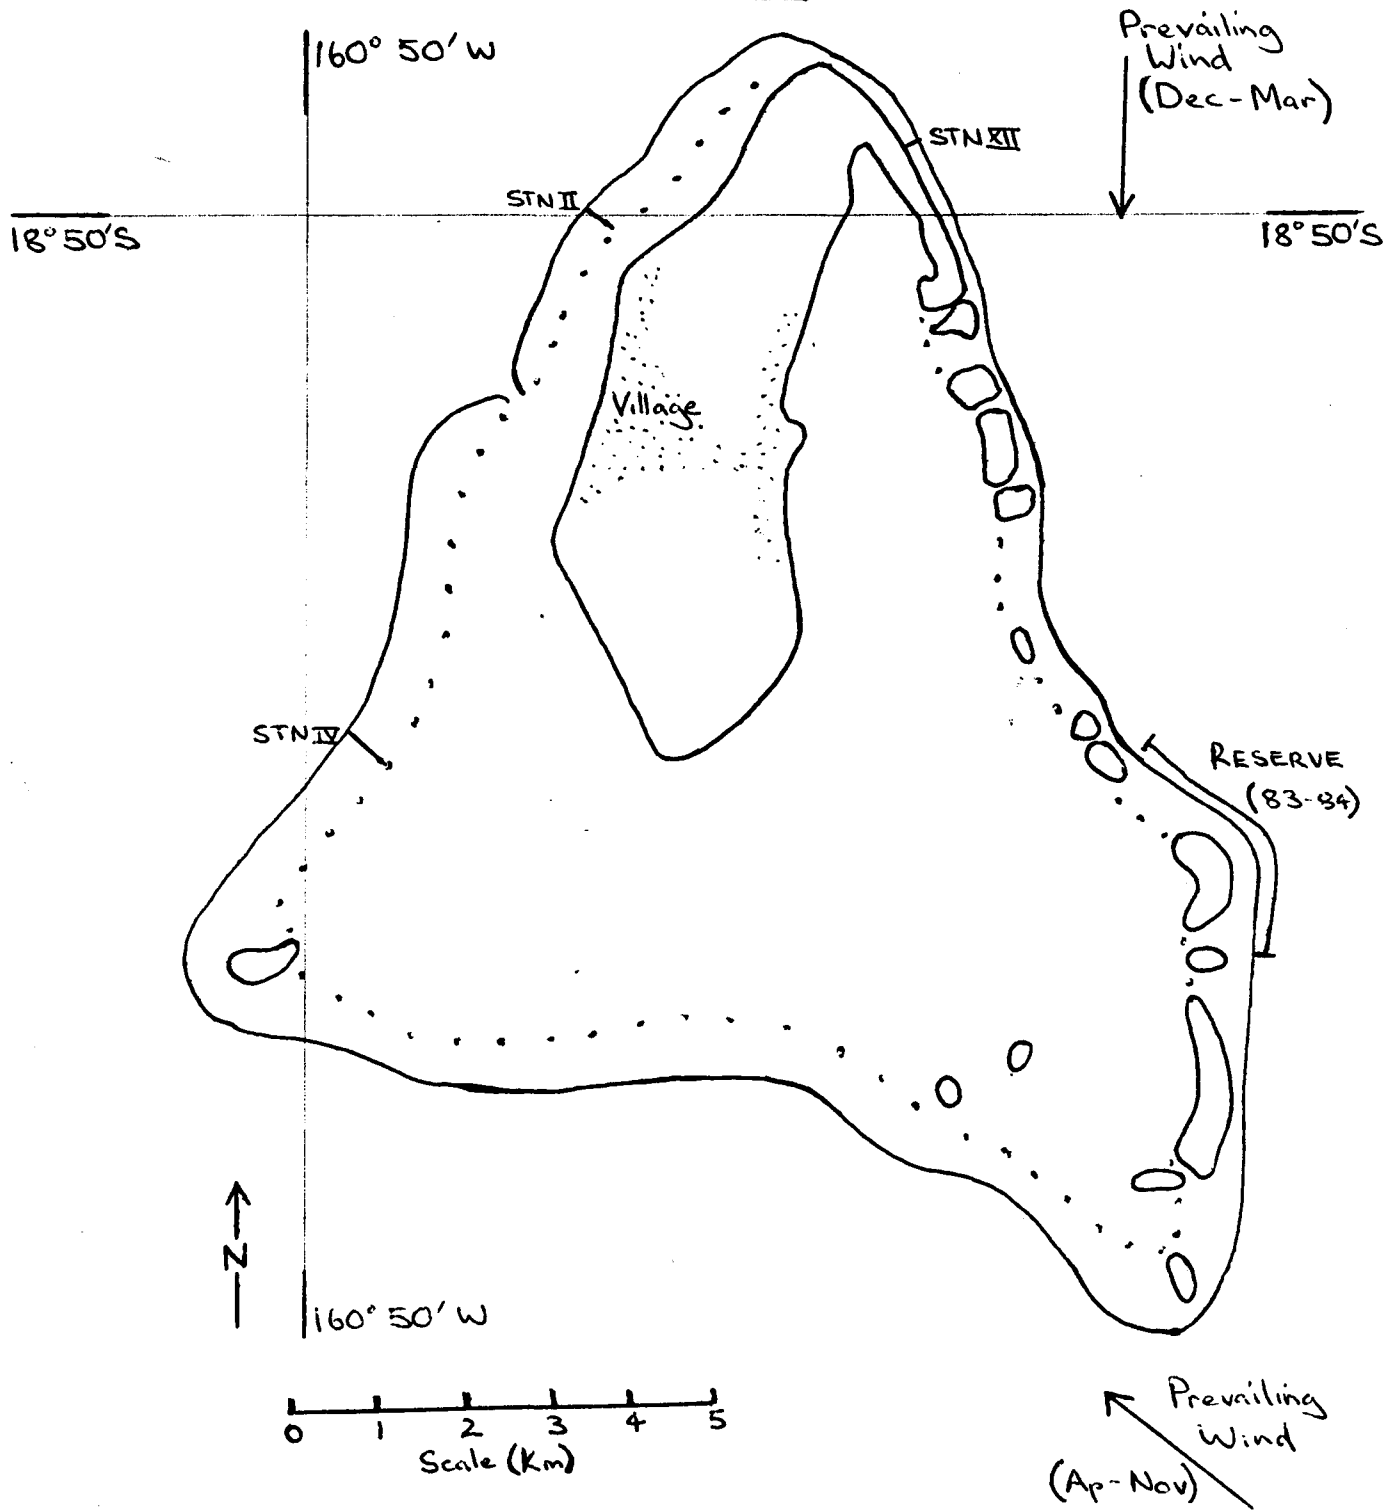 160° 50' W
Prevailing
Wind
(Dec-Mar)
STN XII
STN II
18° 50'S
18° 50'S
Village
STN IV
RESERVE
(83-84)
N
160° 50' W
0 1 2 3 4 5
Scale (Km)
Prevailing
Wind
(Ap-Nov)